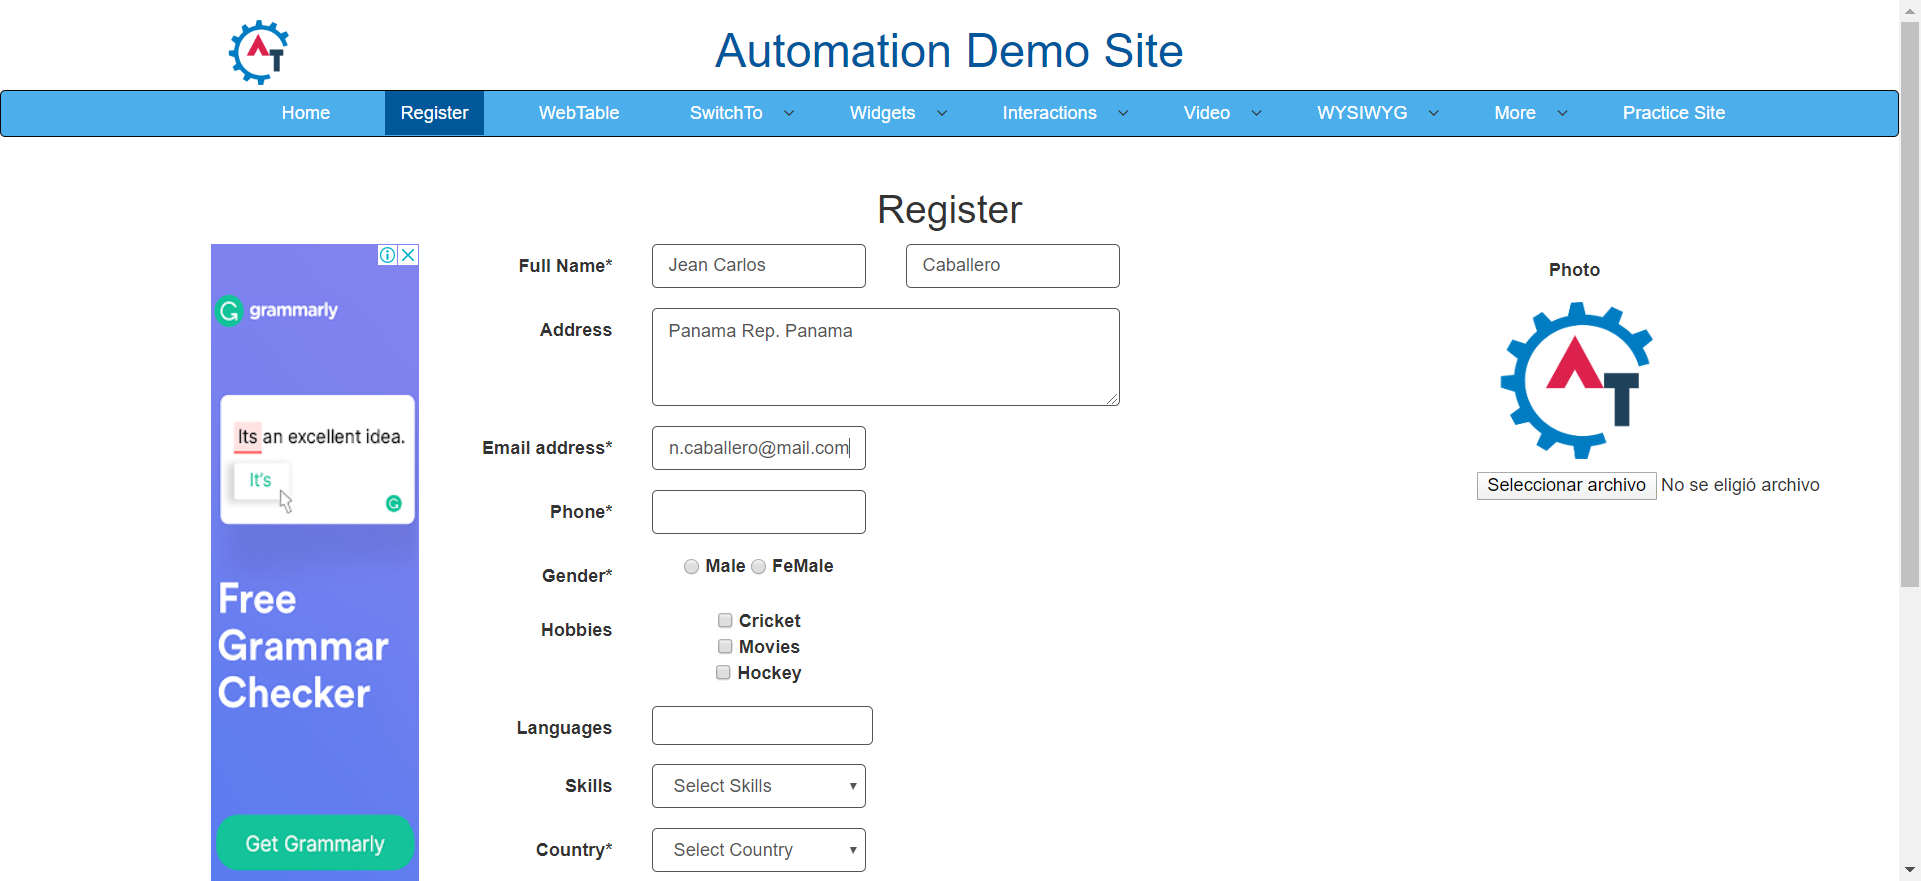 Automation Demo Site
Home Register WebTable SwitchTo Widgets Interactions Video WYSIWYG More Practice Site
Register
grammarly
Its an excellent idea.
It's
Free
Grammar
Checker
Get Grammarly
Full Name* Jean Carlos Caballero
Address Panama Rep. Panama
Email address* n.caballero@mail.com
Phone*
Gender* Male FeMale
Hobbies Cricket
Movies
Hockey
Languages
Skills Select Skills
Country* Select Country
Photo
AT
Seleccionar archivo No se eligió archivo